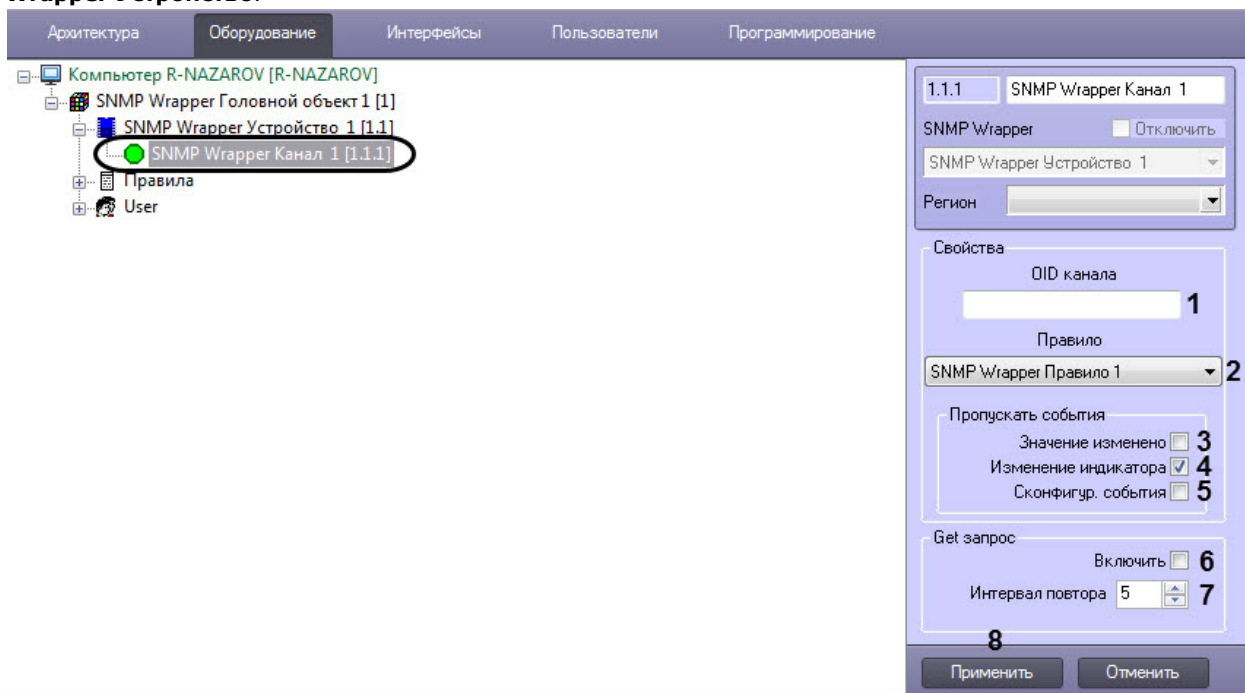 Wrapper Устройство.
Архитектура Оборудование Интерфейсы Пользователи Программирование
Компьютер R-NAZAROV [R-NAZAROV]
SNMP Wrapper Головной объект 1 [1]
SNMP Wrapper Устройство 1 [1.1]
SNMP Wrapper Канал 1 [1.1.1]
Правила
User
1.1.1 SNMP Wrapper Канал 1
SNMP Wrapper Отключить
SNMP Wrapper Устройство 1
Регион
Свойства
OID канала
1
Правило
SNMP Wrapper Правило 1 2
Пропускать события
Значение изменено 3
Изменение индикатора 4
Сконфигур. события 5
Get запрос
Включить 6
Интервал повтора 5 7
8
Применить Отменить